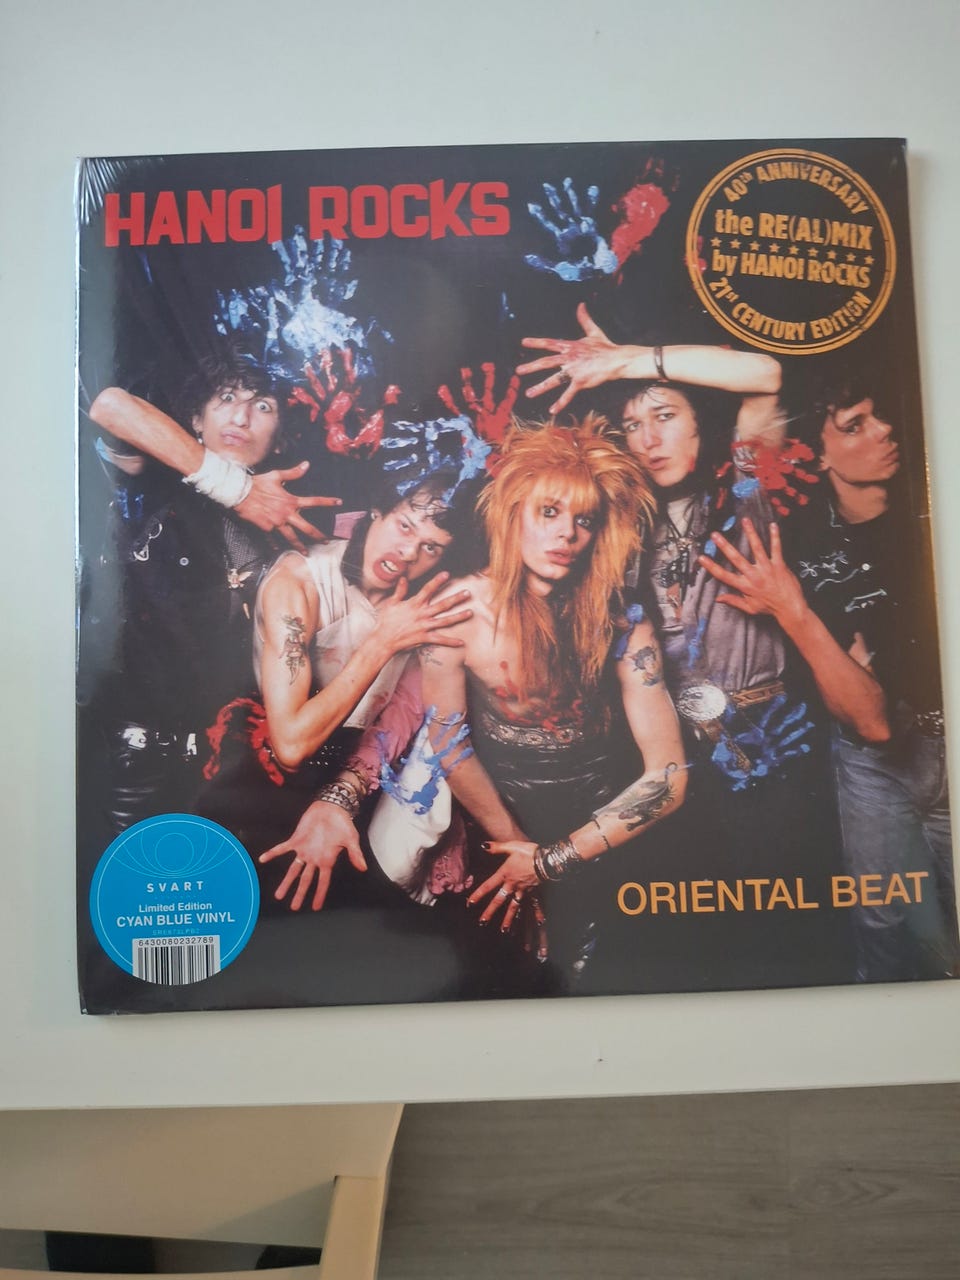 HANOI ROCKS
40th ANNIVERSARY
the RE(AL)MIX
by HANOI ROCKS
21st CENTURY EDITION
ORIENTAL BEAT
SVART
Limited Edition
CYAN BLUE VINYL
6430080232789